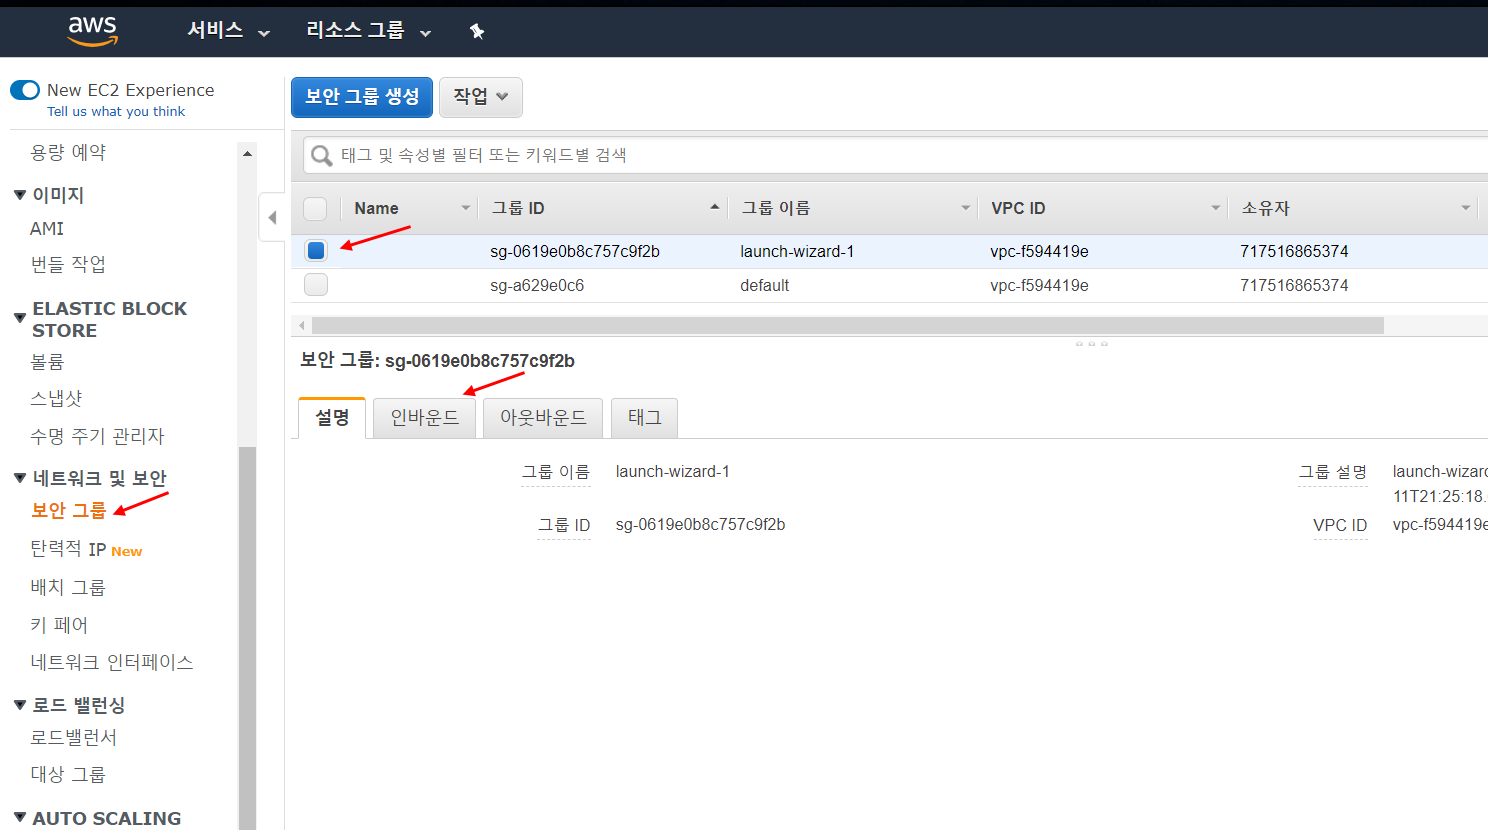 aws 서비스 리소스 그룹
New EC2 Experience
Tell us what you think
용량 예약
이미지
AMI
번들 작업
ELASTIC BLOCK
STORE
볼륨
스냅샷
수명 주기 관리자
네트워크 및 보안
보안 그룹
탄력적 IP New
배치 그룹
키 페어
네트워크 인터페이스
로드 밸런싱
로드밸런서
대상 그룹
AUTO SCALING
보안 그룹 생성 작업
태그 및 속성별 필터 또는 키워드별 검색
Name 그룹 ID 그룹 이름 VPC ID 소유자
sg-0619e0b8c757c9f2b launch-wizard-1 vpc-f594419e 717516865374
sg-a629e0c6 default vpc-f594419e 717516865374
보안 그룹: sg-0619e0b8c757c9f2b
설명 인바운드 아웃바운드 태그
그룹 이름 launch-wizard-1 그룹 설명 launch-wizard
11T21:25:18.
그룹 ID sg-0619e0b8c757c9f2b VPC ID vpc-f594419e